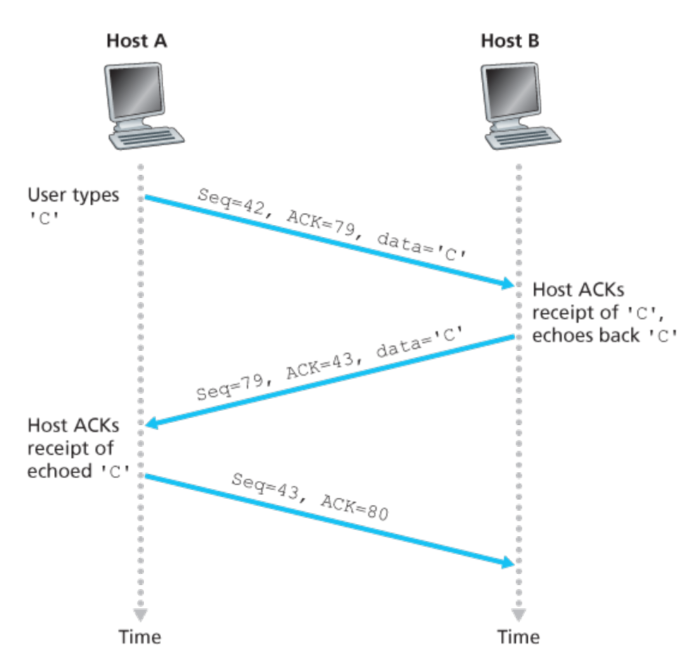 Host A
Host B
User types
'C'
Seq=42, ACK=79, data='C'
Host ACKs
receipt of 'C',
echoes back 'C'
Seq=79, ACK=43, data='C'
Host ACKs
receipt of
echoed 'C'
Seq=43, ACK=80
Time
Time